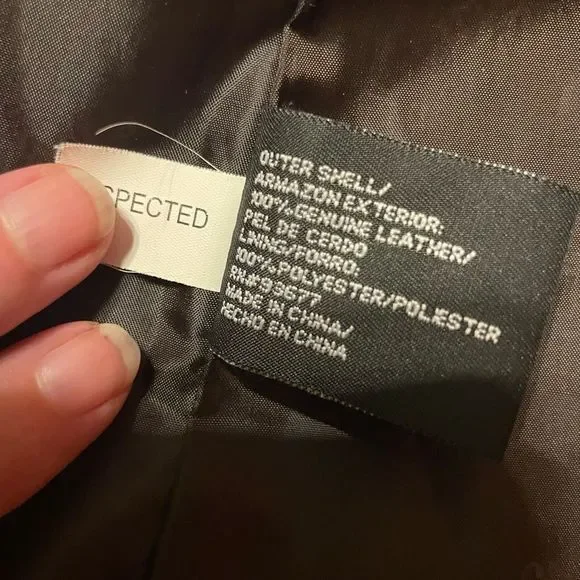 SPECTED
OUTER SHELL/
ARMAZON EXTERIOR:
100% GENUINE LEATHER/
PIEL DE CERDO
LINING/FORRO:
100% POLYESTER/POLIESTER
RN# 93677
MADE IN CHINA/
HECHO EN CHINA